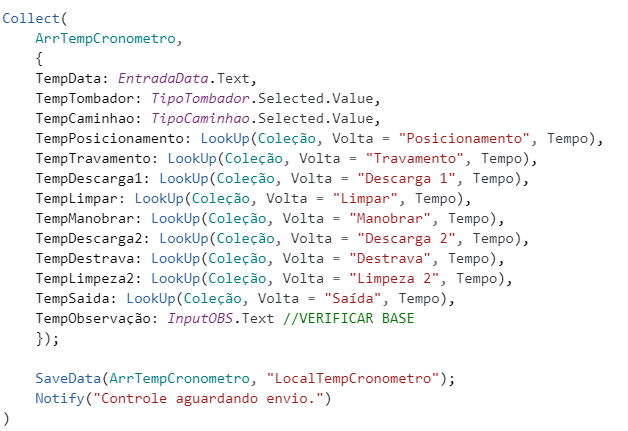 Collect(
    ArrTempCronometro,
    {
    TempData: EntradaData.Text,
    TempTombador: TipoTombador.Selected.Value,
    TempCaminhao: TipoCaminhao.Selected.Value,
    TempPosicionamento: LookUp(Coleção, Volta = "Posicionamento", Tempo),
    TempTravamento: LookUp(Coleção, Volta = "Travamento", Tempo),
    TempDescarga1: LookUp(Coleção, Volta = "Descarga 1", Tempo),
    TempLimpar: LookUp(Coleção, Volta = "Limpar", Tempo),
    TempManobrar: LookUp(Coleção, Volta = "Manobrar", Tempo),
    TempDescarga2: LookUp(Coleção, Volta = "Descarga 2", Tempo),
    TempDestrava: LookUp(Coleção, Volta = "Destrava", Tempo),
    TempLimpeza2: LookUp(Coleção, Volta = "Limpeza 2", Tempo),
    TempSaida: LookUp(Coleção, Volta = "Saída", Tempo),
    TempObservação: InputOBS.Text //VERIFICAR BASE
    });

    SaveData(ArrTempCronometro, "LocalTempCronometro");
    Notify("Controle aguardando envio.")
)